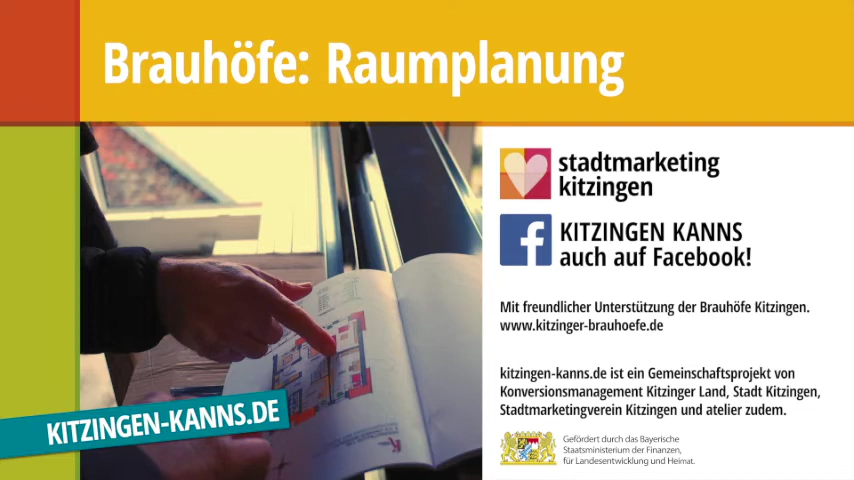 Brauhöfe: Raumplanung
stadtmarketing
kitzingen
KITZINGEN KANNS
auch auf Facebook!
Mit freundlicher Unterstützung der Brauhöfe Kitzingen.
www.kitzinger-brauhoefe.de
kitzingen-kanns.de ist ein Gemeinschaftsprojekt von
Konversionsmanagement Kitzinger Land, Stadt Kitzingen,
Stadtmarketingverein Kitzingen und atelier zudem.
KITZINGEN-KANNS.DE
Gefördert durch das Bayerische
Staatsministerium der Finanzen,
für Landesentwicklung und Heimat.